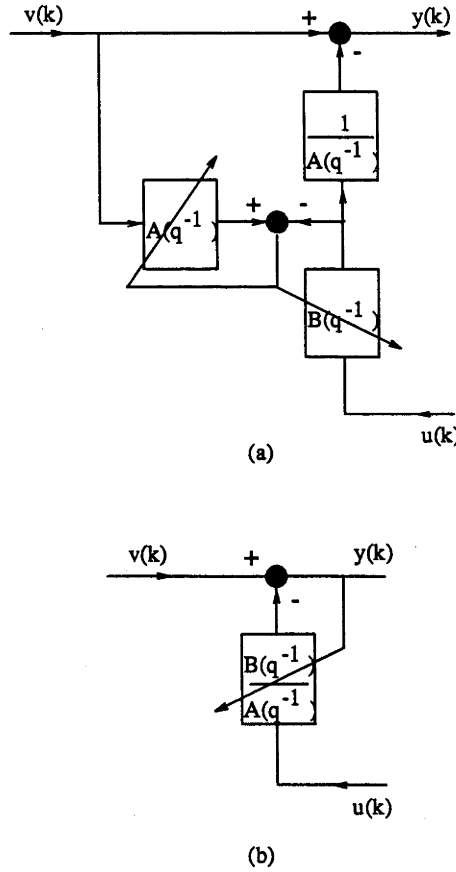 v(k)
+
y(k)
-
1
A(q⁻¹)
+
-
A(q⁻¹)
B(q⁻¹)
u(k)
(a)
v(k)
+
y(k)
-
B(q⁻¹)
A(q⁻¹)
u(k)
(b)